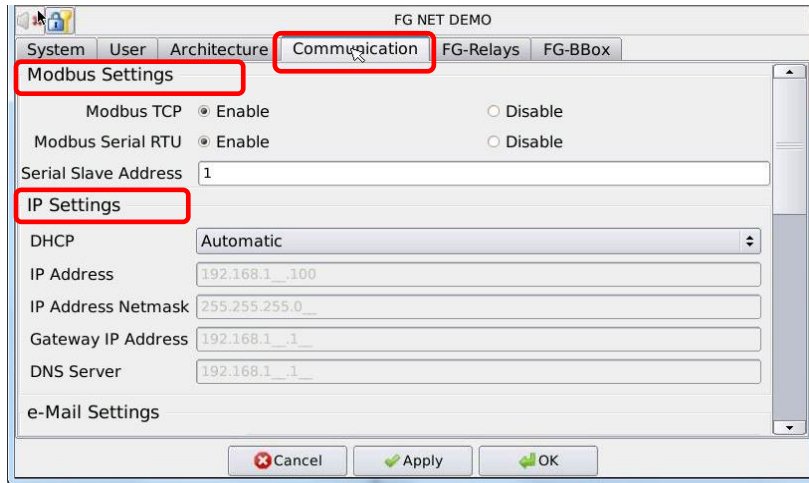 FG NET DEMO
System User Architecture Communication FG-Relays FG-BBox
Modbus Settings
Modbus TCP Enable Disable
Modbus Serial RTU Enable Disable
Serial Slave Address 1
IP Settings
DHCP Automatic
IP Address 192.168.1__.100
IP Address Netmask 255.255.255.0__
Gateway IP Address 192.168.1__.1__
DNS Server 192.168.1__.1__
e-Mail Settings
Cancel Apply OK